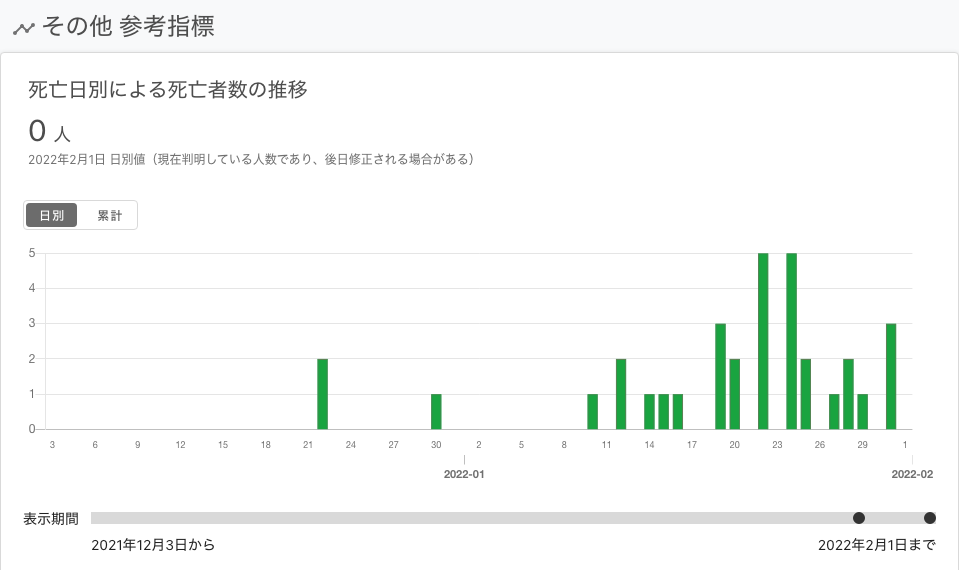 その他 参考指標
死亡日別による死亡者数の推移
0 人
2022年2月1日 日別値（現在判明している人数であり、後日修正される場合がある）
日別 累計
5
4
3
2
1
0
3 6 9 12 15 18 21 24 27 30 2 5 8 11 14 17 20 23 26 29 1
2022-01 2022-02
表示期間
2021年12月3日から 2022年2月1日まで